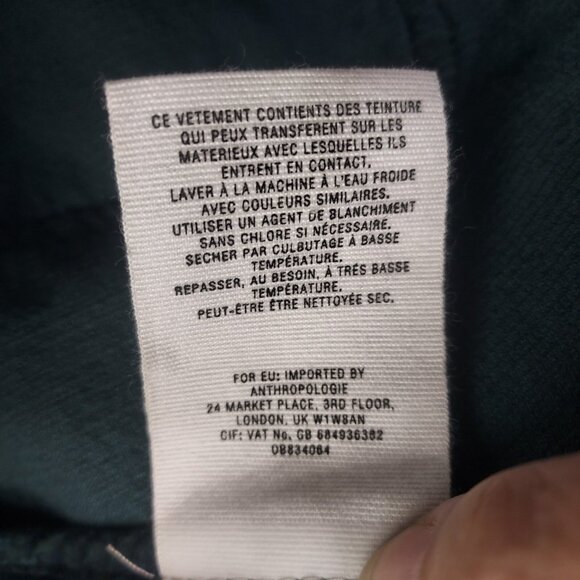 CE VETEMENT CONTIENTS DES TEINTURE
QUI PEUX TRANSFERENT SUR LES
MATERIEUX AVEC LESQUELLES ILS
ENTRENT EN CONTACT.
LAVER À LA MACHINE À L'EAU FROIDE
AVEC COULEURS SIMILAIRES.
UTILISER UN AGENT DE BLANCHIMENT
SANS CHLORE SI NÉCESSAIRE.
SECHER PAR CULBUTAGE À BASSE
TEMPÉRATURE.
REPASSER, AU BESOIN, À TRÉS BASSE
TEMPÉRATURE.
PEUT-ÊTRE ÊTRE NETTOYÉE SEC.
FOR EU: IMPORTED BY
ANTHROPOLOGIE
24 MARKET PLACE, 3RD FLOOR,
LONDON, UK W1W8AN
CIF: VAT No. GB 684936382
OB834064